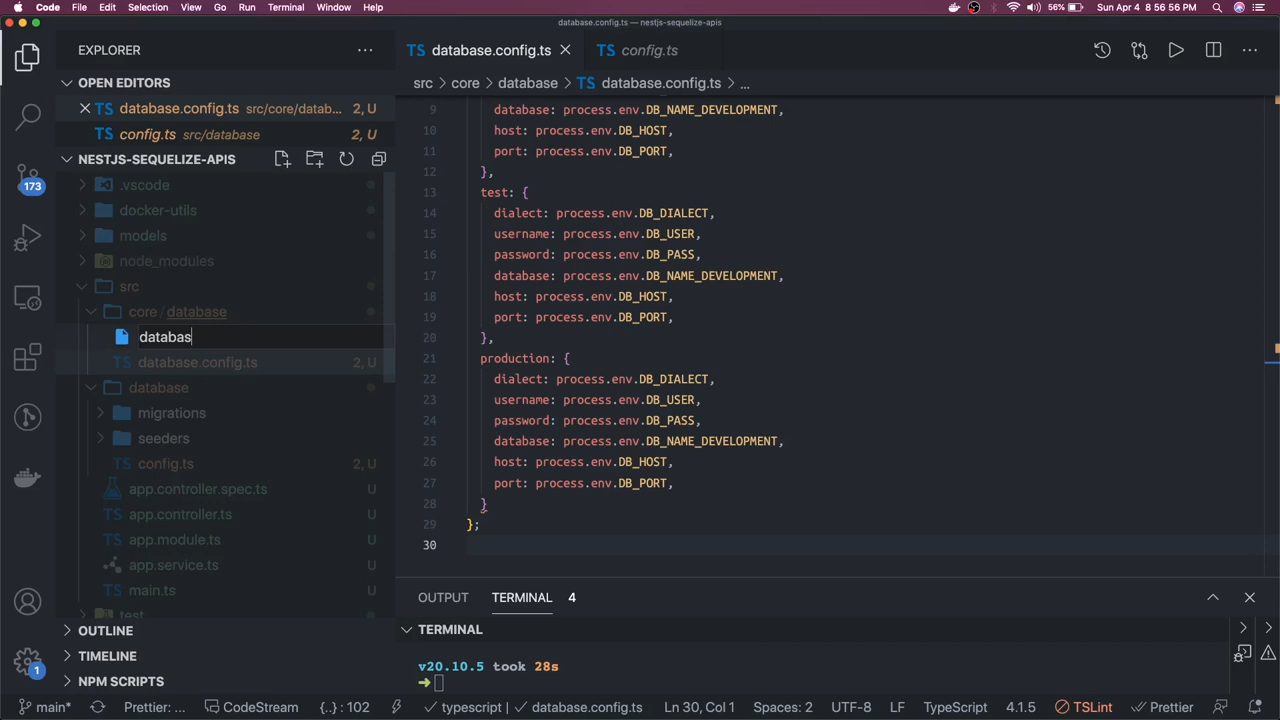 Code File Edit Selection View Go Run Terminal Window Help 56% Sun Apr 4 8 56 56 PM
database.config.ts — nestjs-sequelize-apis
EXPLORER
TS database.config.ts
TS config.ts
OPEN EDITORS
TS database.config.ts src/core/datab... 2, U
TS config.ts src/database 2, U
src > core > database > TS database.config.ts > ...
NESTJS-SEQUELIZE-APIS
173
.vscode
docker-utils
models
node_modules
src
core / database
databas
TS database.config.ts 2, U
database
migrations
seeders
TS config.ts 2, U
app.controller.spec.ts U
TS app.controller.ts U
TS app.module.ts U
app.service.ts U
TS main.ts U
test
OUTLINE
TIMELINE
NPM SCRIPTS
1
9 database: process.env.DB_NAME_DEVELOPMENT,
10 host: process.env.DB_HOST,
11 port: process.env.DB_PORT,
12 },
13 test: {
14 dialect: process.env.DB_DIALECT,
15 username: process.env.DB_USER,
16 password: process.env.DB_PASS,
17 database: process.env.DB_NAME_DEVELOPMENT,
18 host: process.env.DB_HOST,
19 port: process.env.DB_PORT,
20 },
21 production: {
22 dialect: process.env.DB_DIALECT,
23 username: process.env.DB_USER,
24 password: process.env.DB_PASS,
25 database: process.env.DB_NAME_DEVELOPMENT,
26 host: process.env.DB_HOST,
27 port: process.env.DB_PORT,
28 }
29 };
30
OUTPUT TERMINAL 4
TERMINAL
v20.10.5 took 28s
➜
main* Prettier: ... CodeStream {..} : 102 typescript | ✓ database.config.ts Ln 30, Col 1 Spaces: 2 UTF-8 LF TypeScript 4.1.5 TSLint Prettier